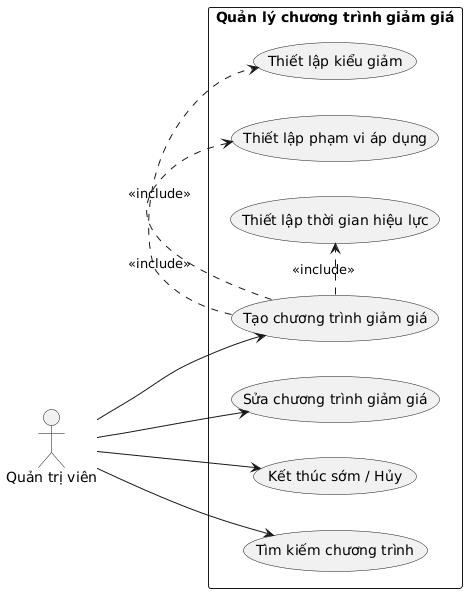 Quản lý chương trình giảm giá
Thiết lập kiểu giảm
Thiết lập phạm vi áp dụng
«include»
Thiết lập thời gian hiệu lực
«include»
«include»
Tạo chương trình giảm giá
Sửa chương trình giảm giá
Quản trị viên
Kết thúc sớm / Hủy
Tìm kiếm chương trình